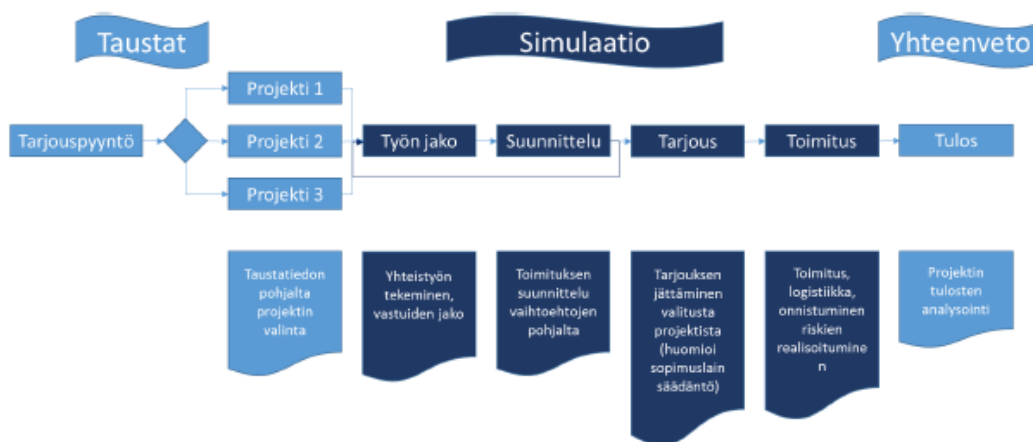 Taustat
Simulaatio
Yhteenveto
Projekti 1
Tarjouspyyntö
Projekti 2
Työn jako
Suunnittelu
Tarjous
Toimitus
Tulos
Projekti 3
Taustatiedon
pohjalta
projektin
valinta
Yhteistyön
tekeminen,
vastuiden jako
Toimituksen
suunnittelu
vaihtoehtojen
pohjalta
Tarjouksen
jättäminen
valitusta
projektista
(huomioi
sopimuslain
säädäntö)
Toimitus,
logistiikka,
onnistuminen
riskien
realisoitumine
n
Projektin
tulosten
analysointi